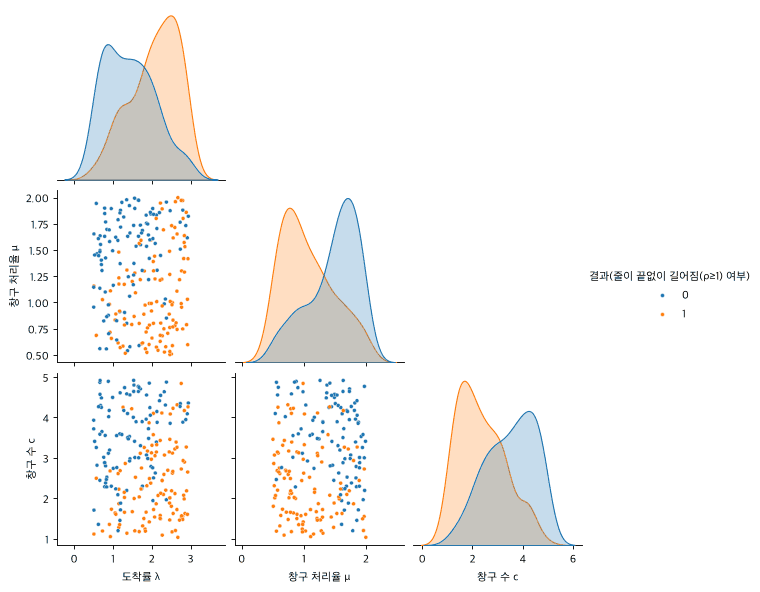 2.00
1.75
1.50
1.25
1.00
0.75
0.50
창구 처리율 μ
결과(줄이 끝없이 길어짐(ρ≥1) 여부)
0
1
5
4
3
2
1
창구 수 c
0 1 2 3
도착률 λ
0 1 2
창구 처리율 μ
0 2 4 6
창구 수 c